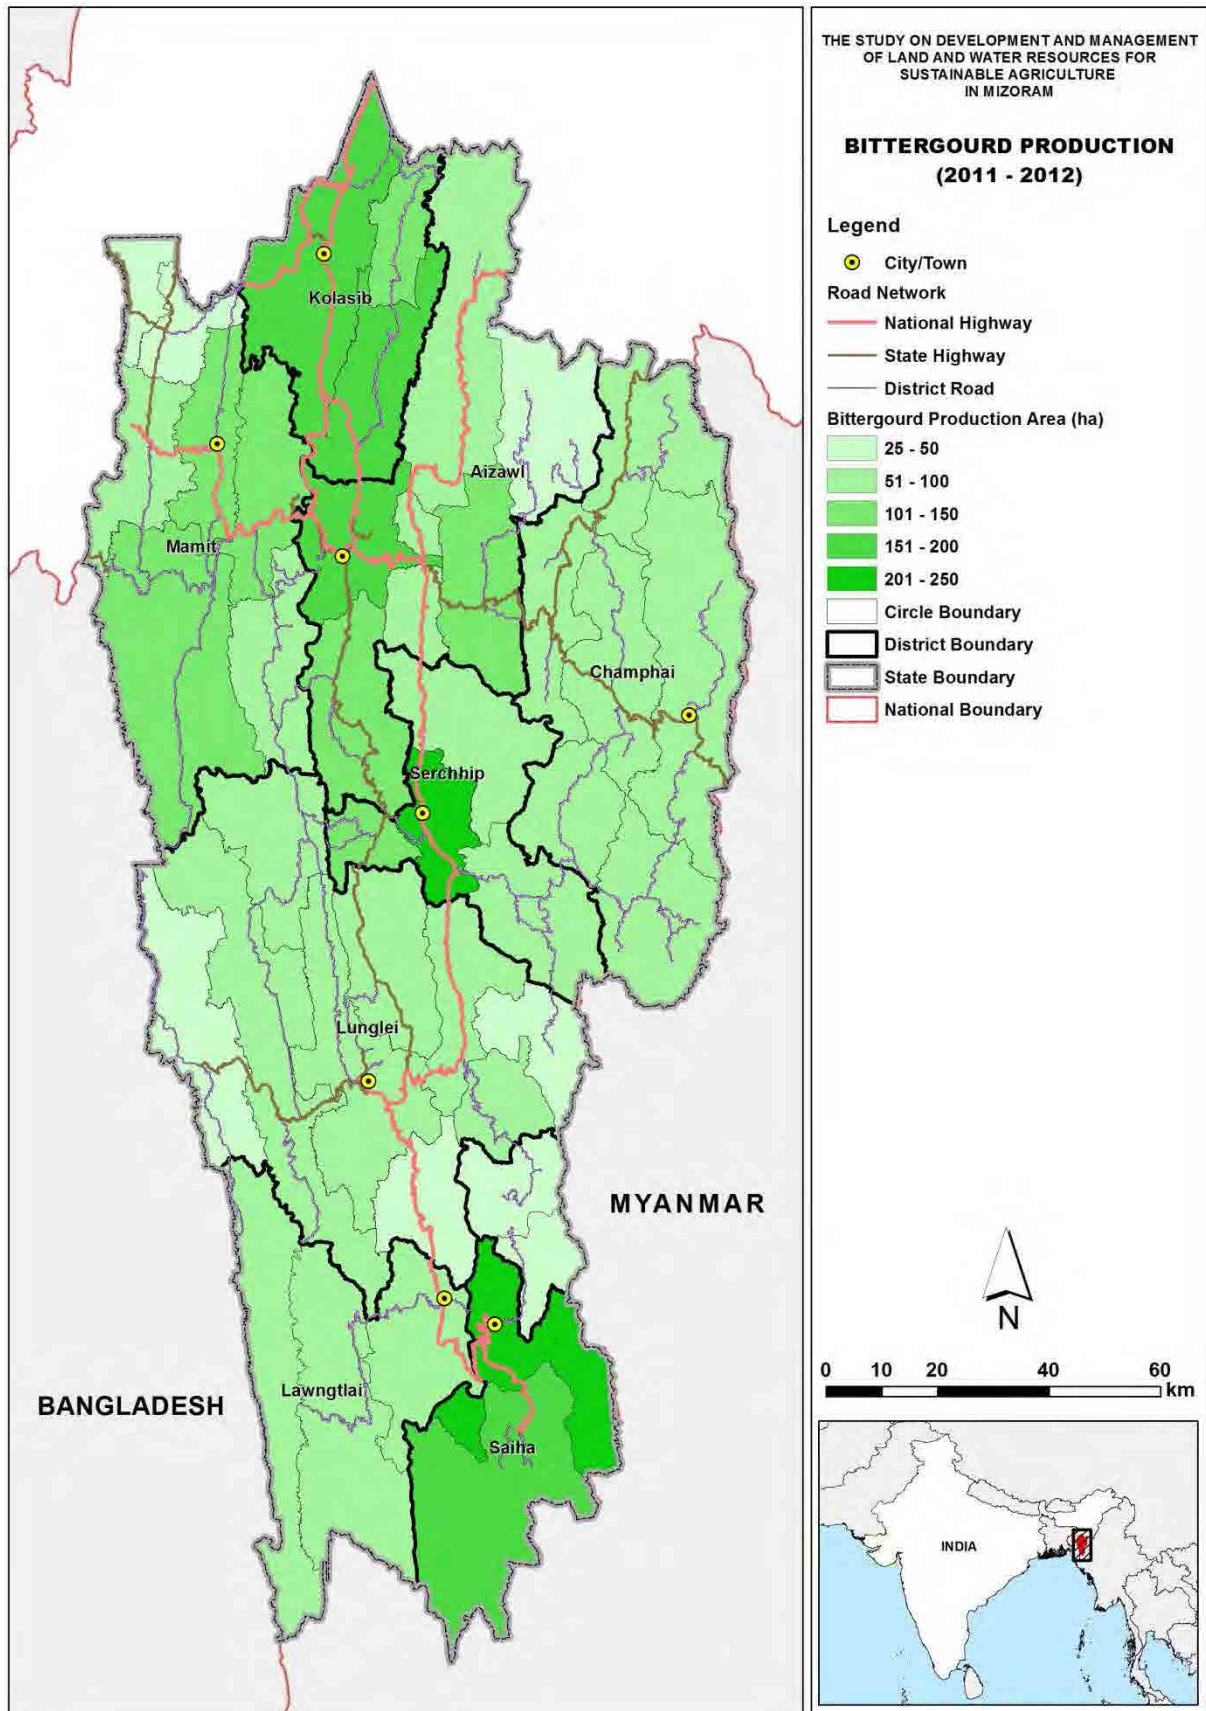 THE STUDY ON DEVELOPMENT AND MANAGEMENT
OF LAND AND WATER RESOURCES FOR
SUSTAINABLE AGRICULTURE
IN MIZORAM
BITTERGOURD PRODUCTION
(2011 - 2012)
Legend
City/Town
Road Network
National Highway
State Highway
District Road
Bittergourd Production Area (ha)
25 - 50
51 - 100
101 - 150
151 - 200
201 - 250
Circle Boundary
District Boundary
State Boundary
National Boundary
Kolasib
Aizawl
Mamit
Champhai
Serchhip
Lunglei
MYANMAR
Lawngtlai
BANGLADESH
Saiha
N
0 10 20 40 60
km
INDIA